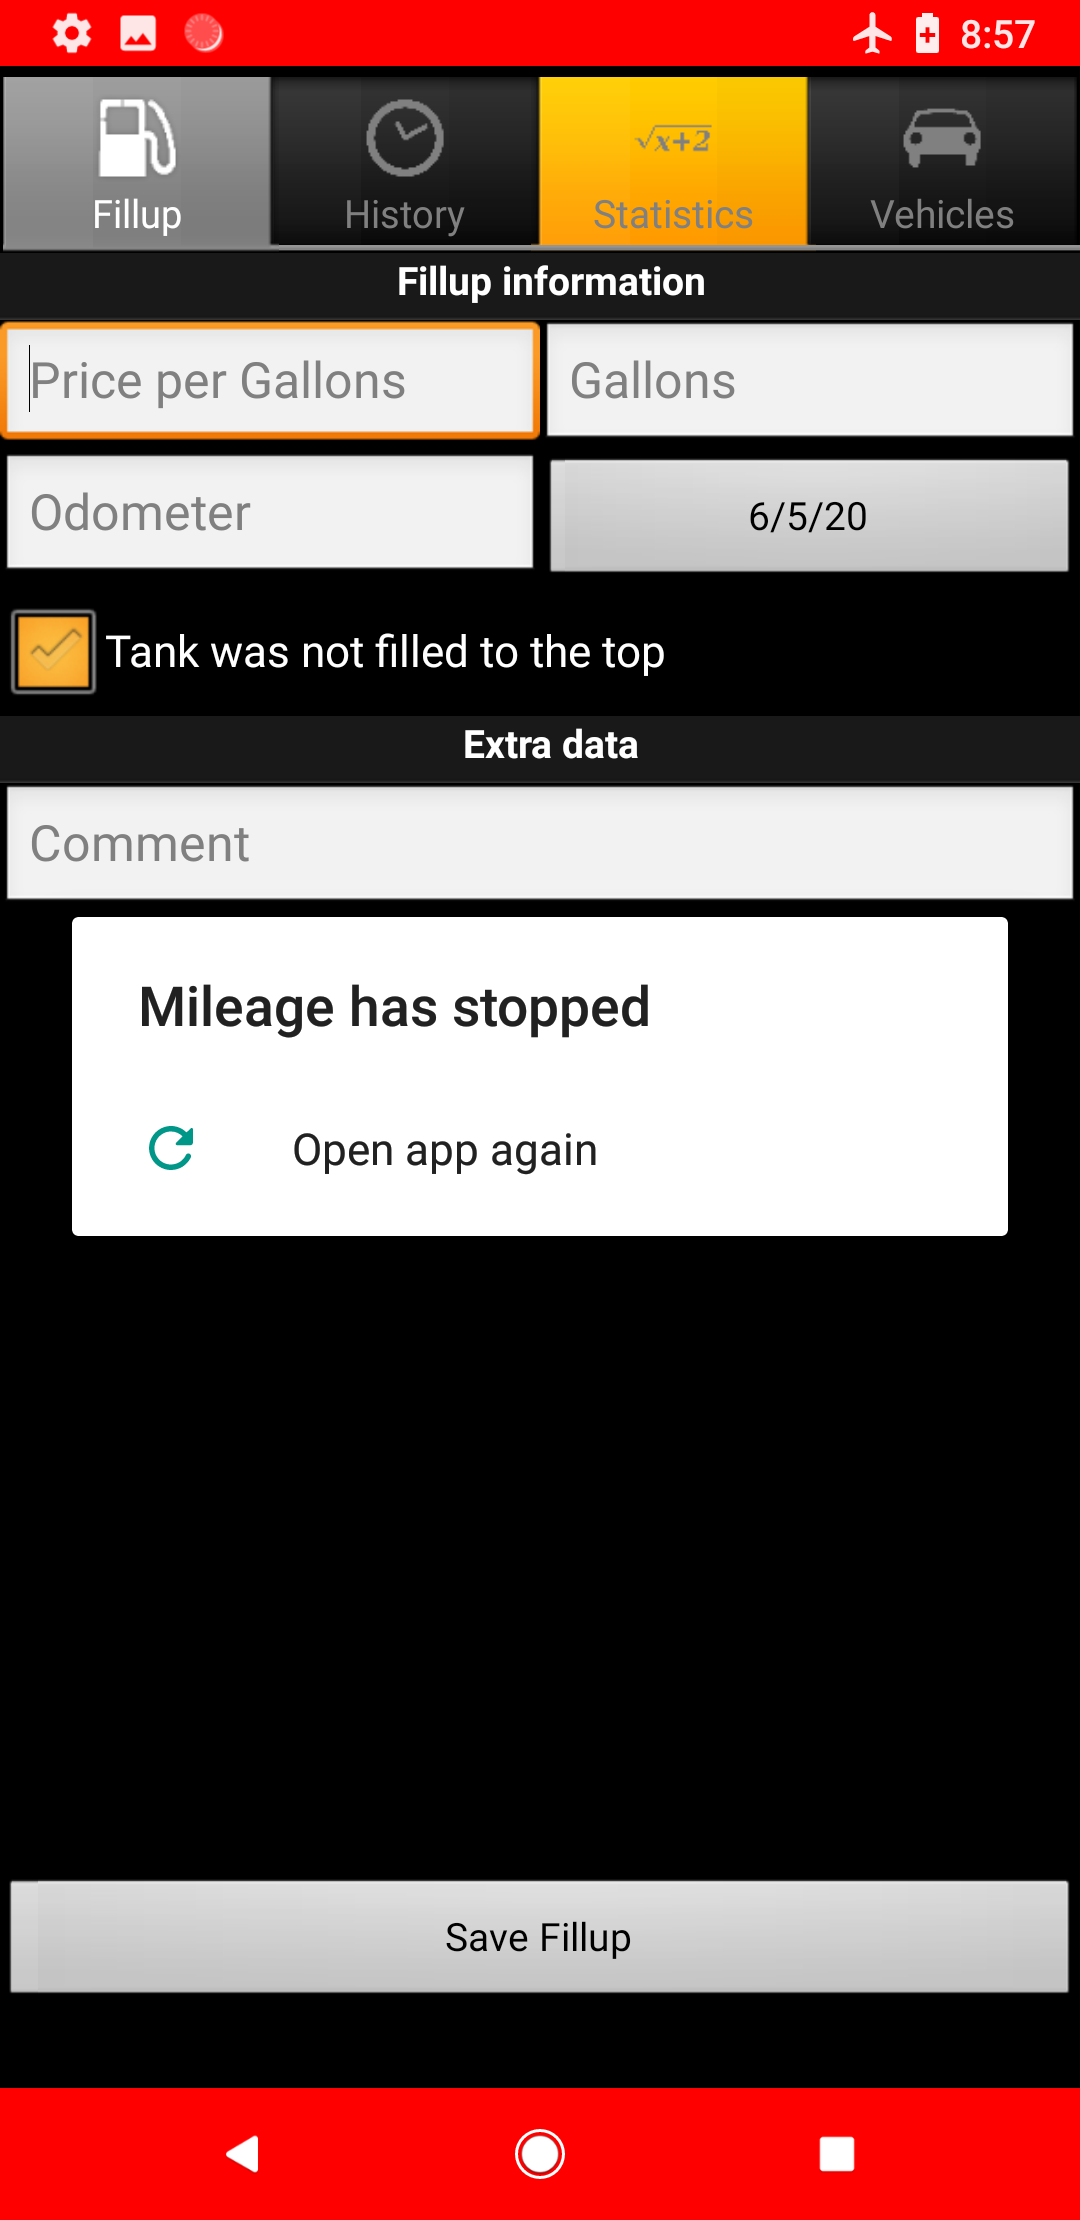 8:57
Fillup
History
√x+2
Statistics
Vehicles
Fillup information
Price per Gallons
Gallons
Odometer
6/5/20
Tank was not filled to the top
Extra data
Comment
Mileage has stopped
Open app again
Save Fillup